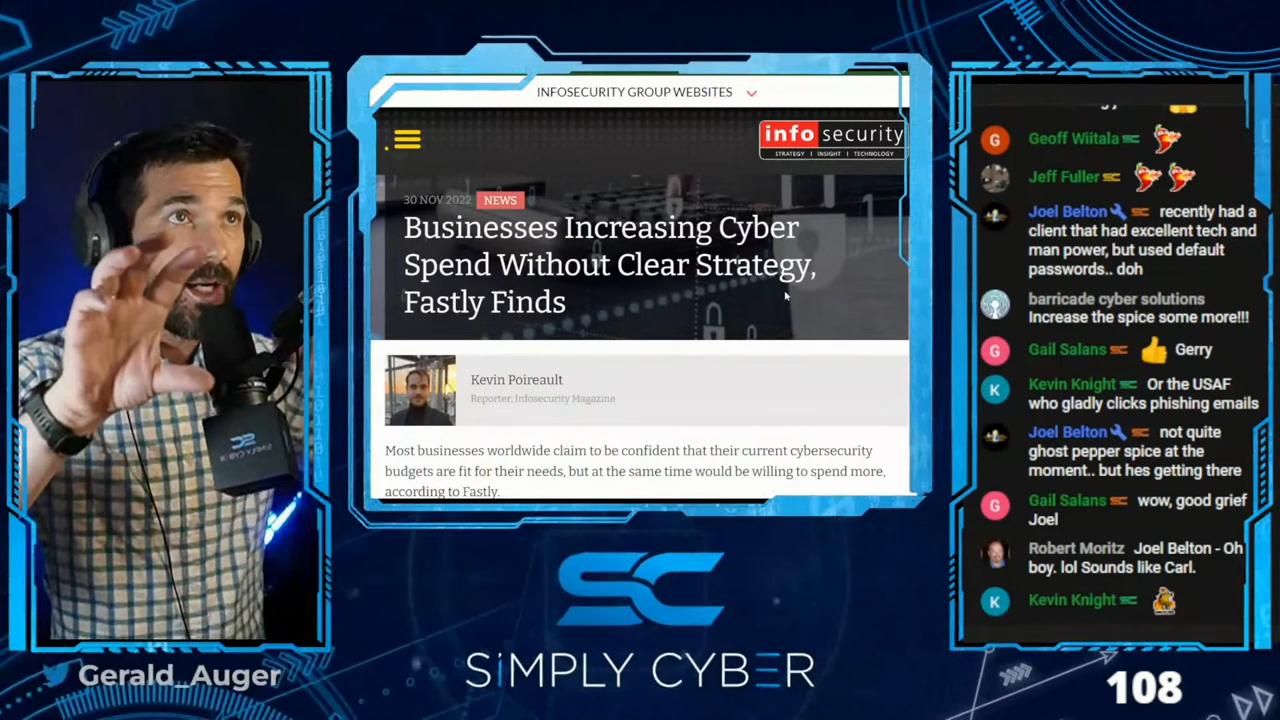 INFOSECURITY GROUP WEBSITES
info security
STRATEGY | INSIGHT | TECHNOLOGY
30 NOV 2022 NEWS
Businesses Increasing Cyber
Spend Without Clear Strategy,
Fastly Finds
Kevin Poireault
Reporter, Infosecurity Magazine
Most businesses worldwide claim to be confident that their current cybersecurity
budgets are fit for their needs, but at the same time would be willing to spend more,
according to Fastly.
G Geoff Wiitala
Jeff Fuller
Joel Belton recently had a
client that had excellent tech and
man power, but used default
passwords.. doh
barricade cyber solutions
Increase the spice some more!!!
G Gail Salans Gerry
K Kevin Knight Or the USAF
who gladly clicks phishing emails
Joel Belton not quite
ghost pepper spice at the
moment.. but hes getting there
G Gail Salans wow, good grief
Joel
Robert Moritz Joel Belton - Oh
boy. lol Sounds like Carl.
K Kevin Knight
SC
SIMPLY CYBER
Gerald_Auger
108